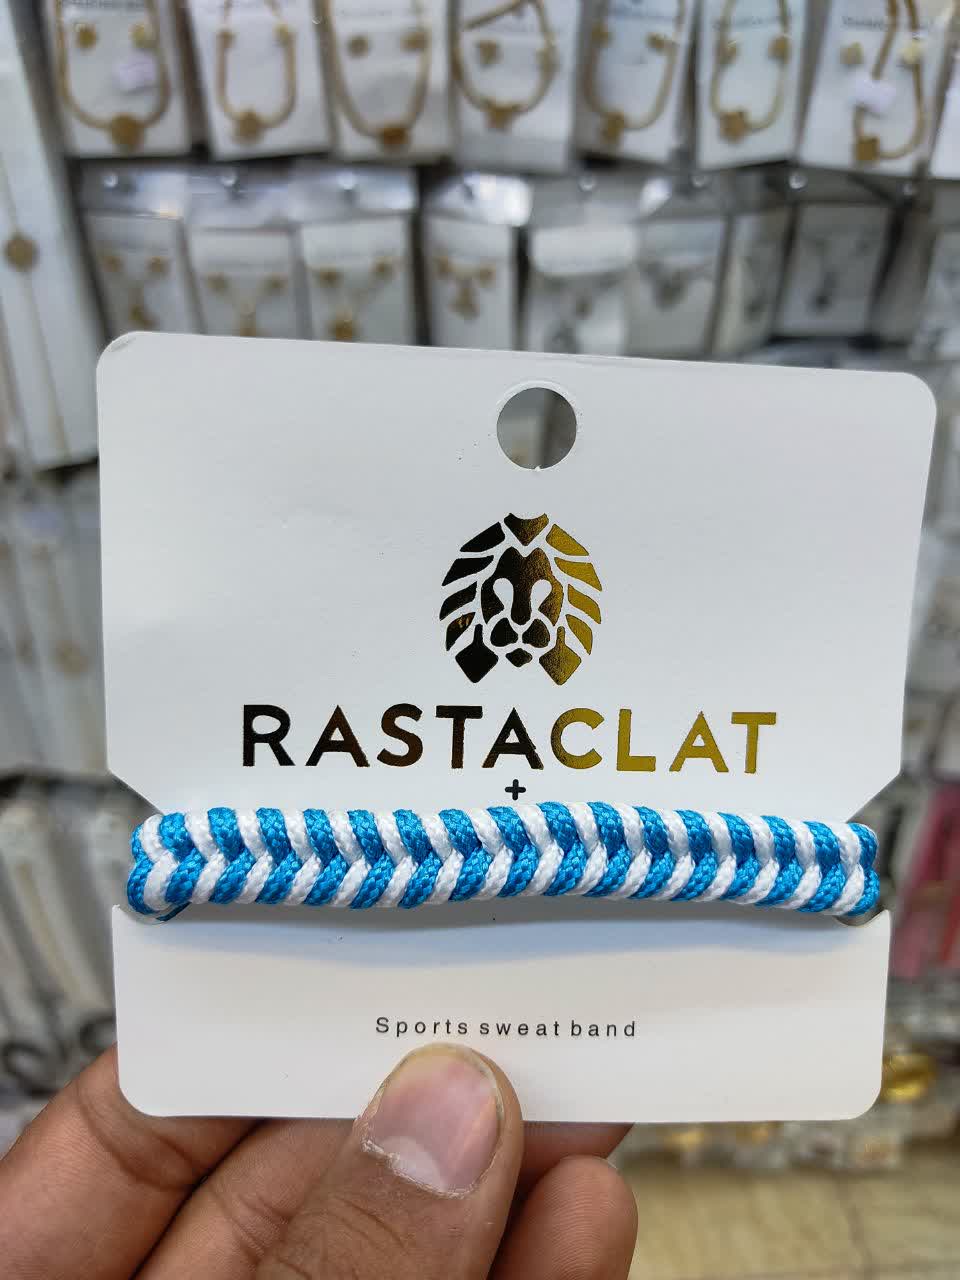 RASTACLAT
+
Sports sweat band